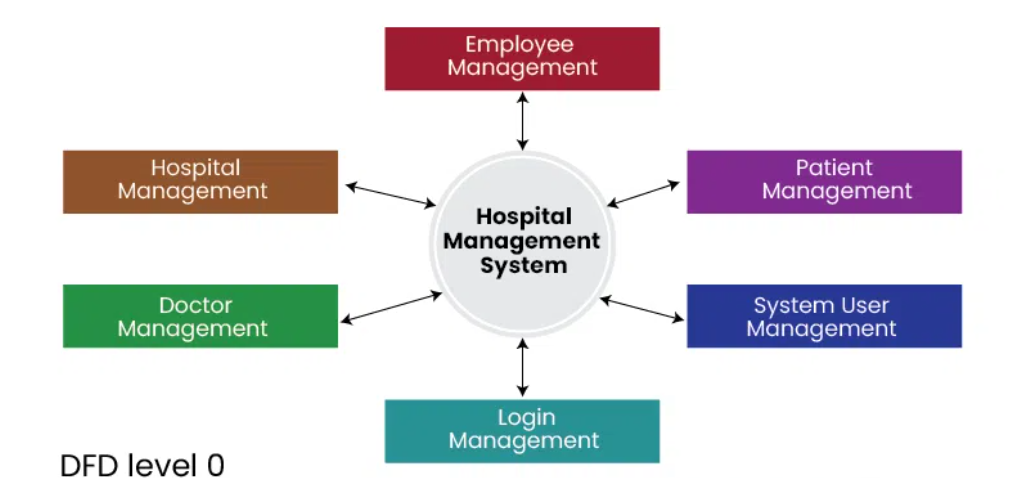 Employee
Management
Hospital
Management
Patient
Management
Hospital
Management
System
Doctor
Management
System User
Management
Login
Management
DFD level 0